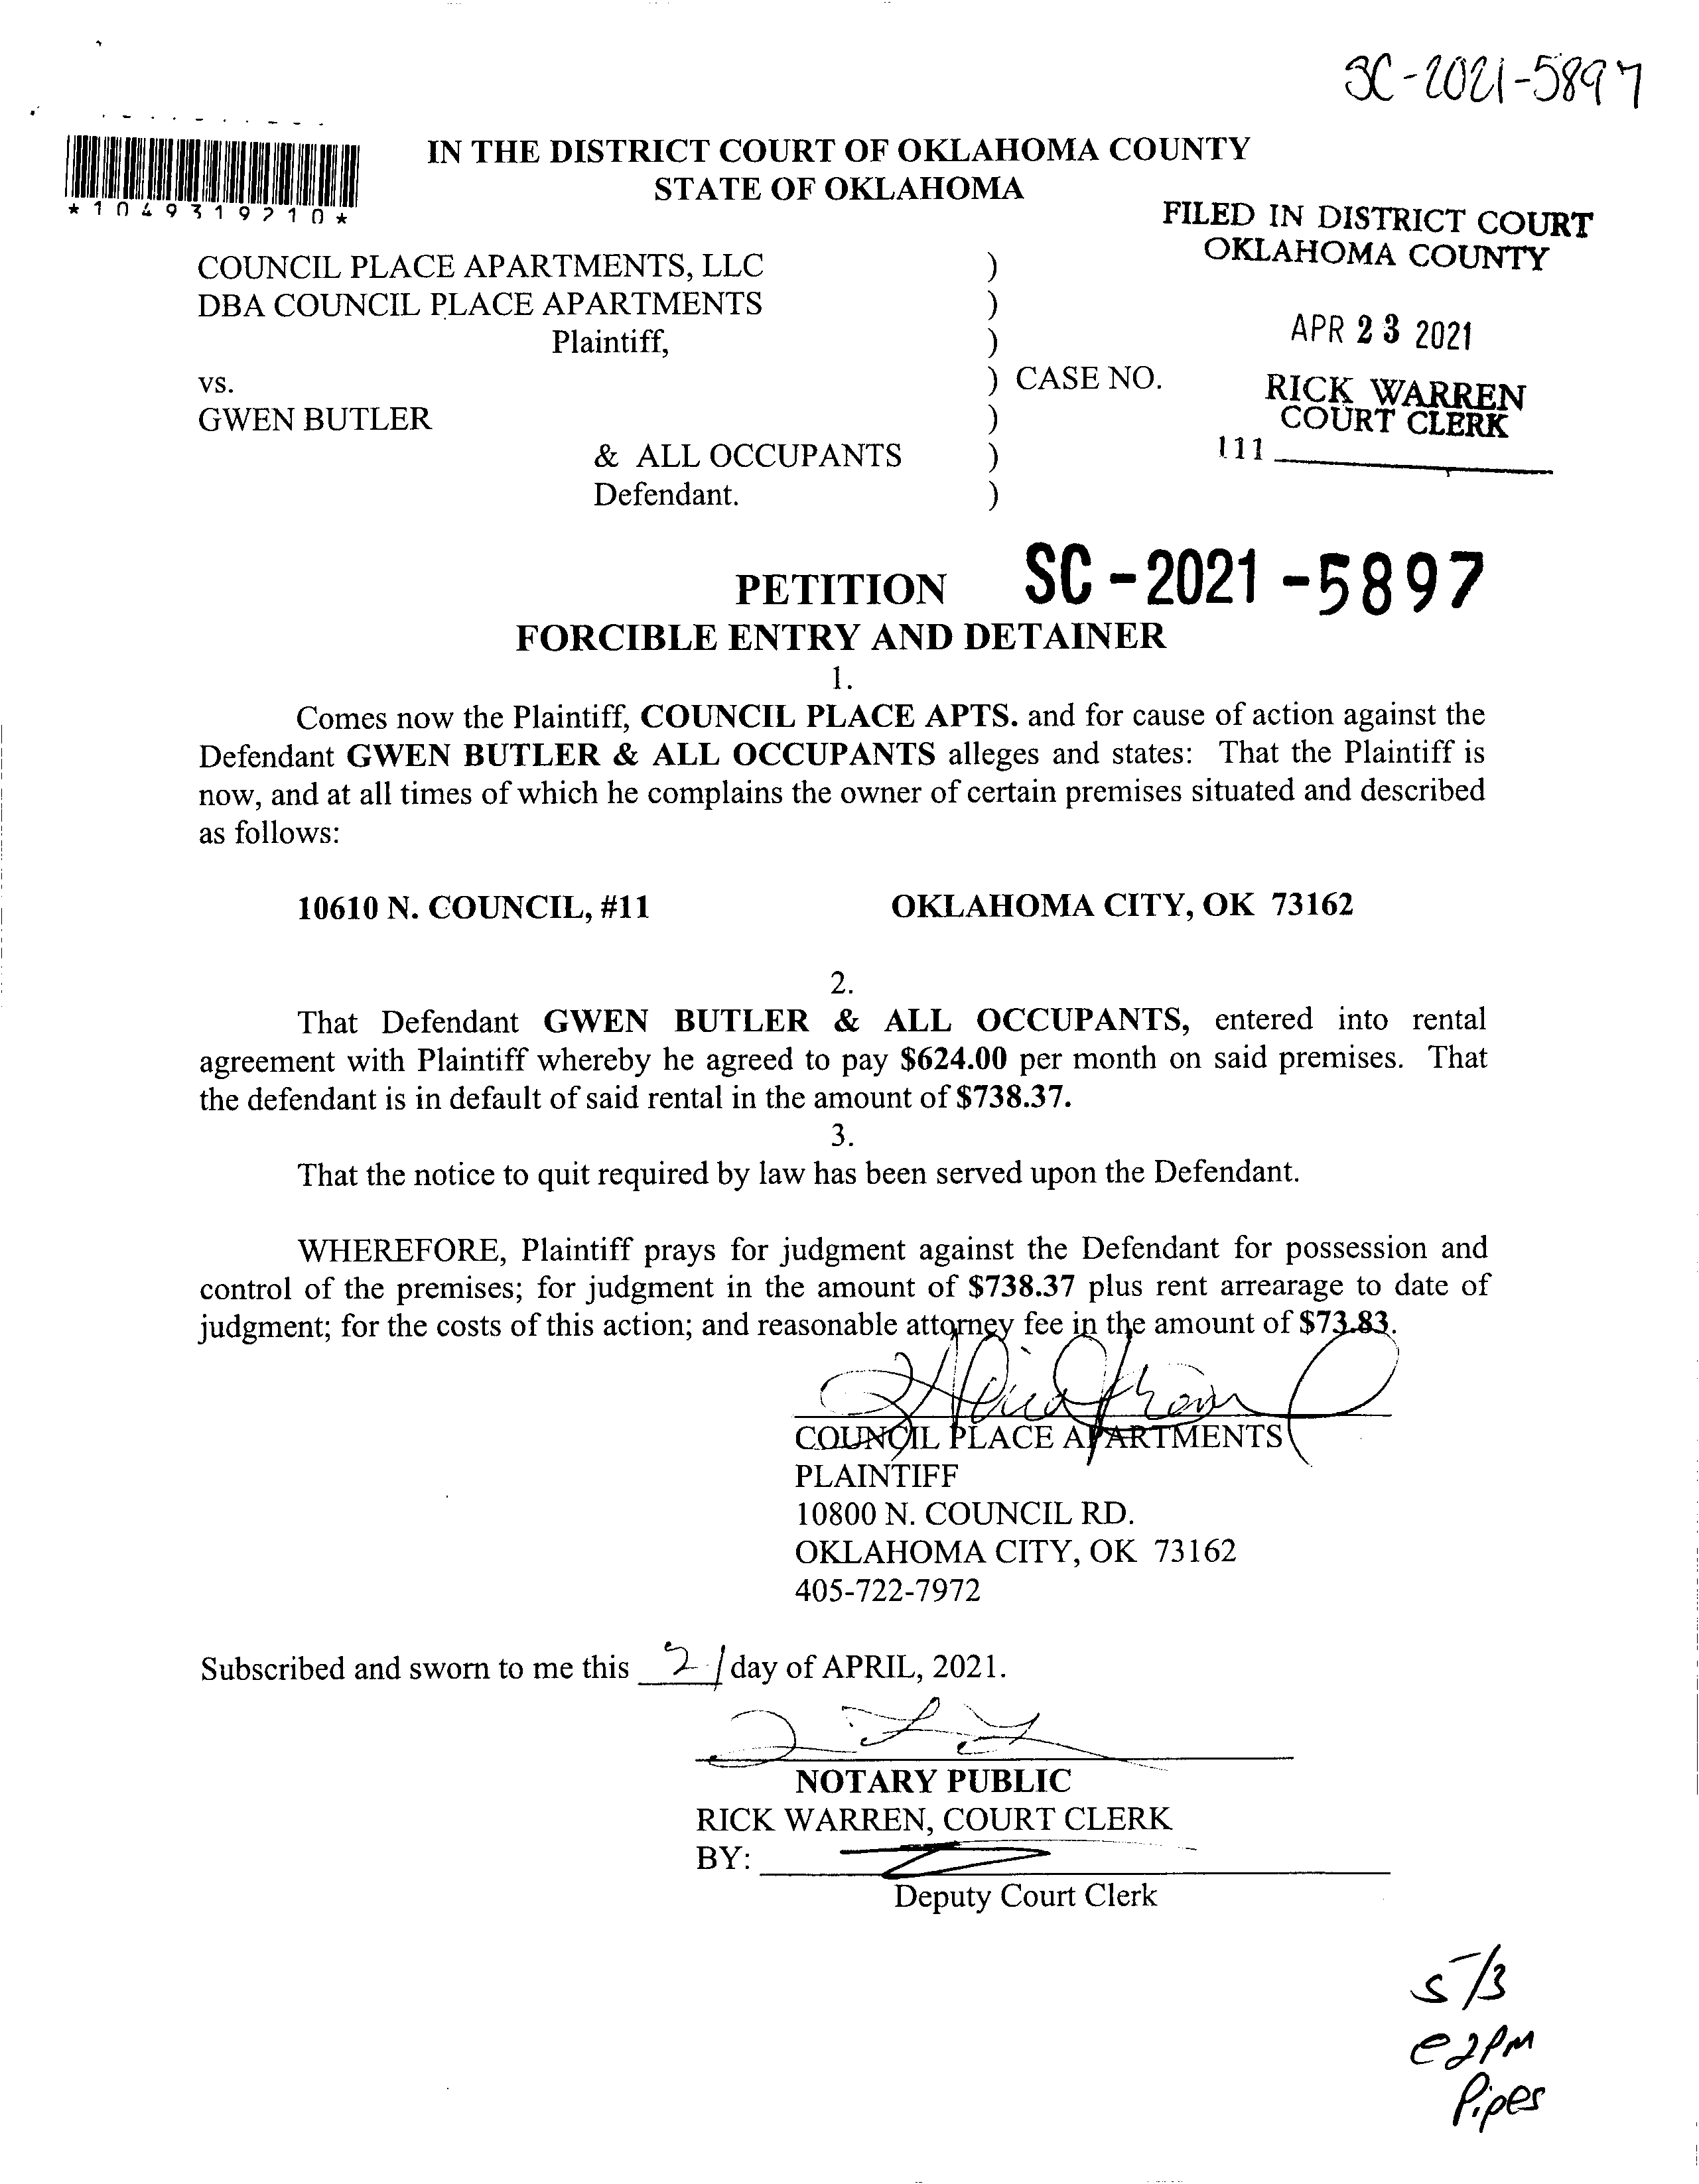 SC-2021-5897
IN THE DISTRICT COURT OF OKLAHOMA COUNTY
STATE OF OKLAHOMA
*1049319210*
FILED IN DISTRICT COURT
OKLAHOMA COUNTY
COUNCIL PLACE APARTMENTS, LLC )
DBA COUNCIL PLACE APARTMENTS )
Plaintiff, )
APR 23 2021
vs. ) CASE NO.
RICK WARREN
COURT CLERK
GWEN BUTLER )
111
& ALL OCCUPANTS )
Defendant. )
PETITION SC-2021-5897
FORCIBLE ENTRY AND DETAINER
1.
Comes now the Plaintiff, COUNCIL PLACE APTS. and for cause of action against the
Defendant GWEN BUTLER & ALL OCCUPANTS alleges and states: That the Plaintiff is
now, and at all times of which he complains the owner of certain premises situated and described
as follows:
10610 N. COUNCIL, #11 OKLAHOMA CITY, OK 73162
2.
That Defendant GWEN BUTLER & ALL OCCUPANTS, entered into rental
agreement with Plaintiff whereby he agreed to pay $624.00 per month on said premises. That
the defendant is in default of said rental in the amount of $738.37.
3.
That the notice to quit required by law has been served upon the Defendant.
WHEREFORE, Plaintiff prays for judgment against the Defendant for possession and
control of the premises; for judgment in the amount of $738.37 plus rent arrearage to date of
judgment; for the costs of this action; and reasonable attorney fee in the amount of $73.83.
COUNCIL PLACE APARTMENTS
PLAINTIFF
10800 N. COUNCIL RD.
OKLAHOMA CITY, OK 73162
405-722-7972
Subscribed and sworn to me this 21 day of APRIL, 2021.
NOTARY PUBLIC
RICK WARREN, COURT CLERK
BY:
Deputy Court Clerk
5/3
@2PM
Pipes